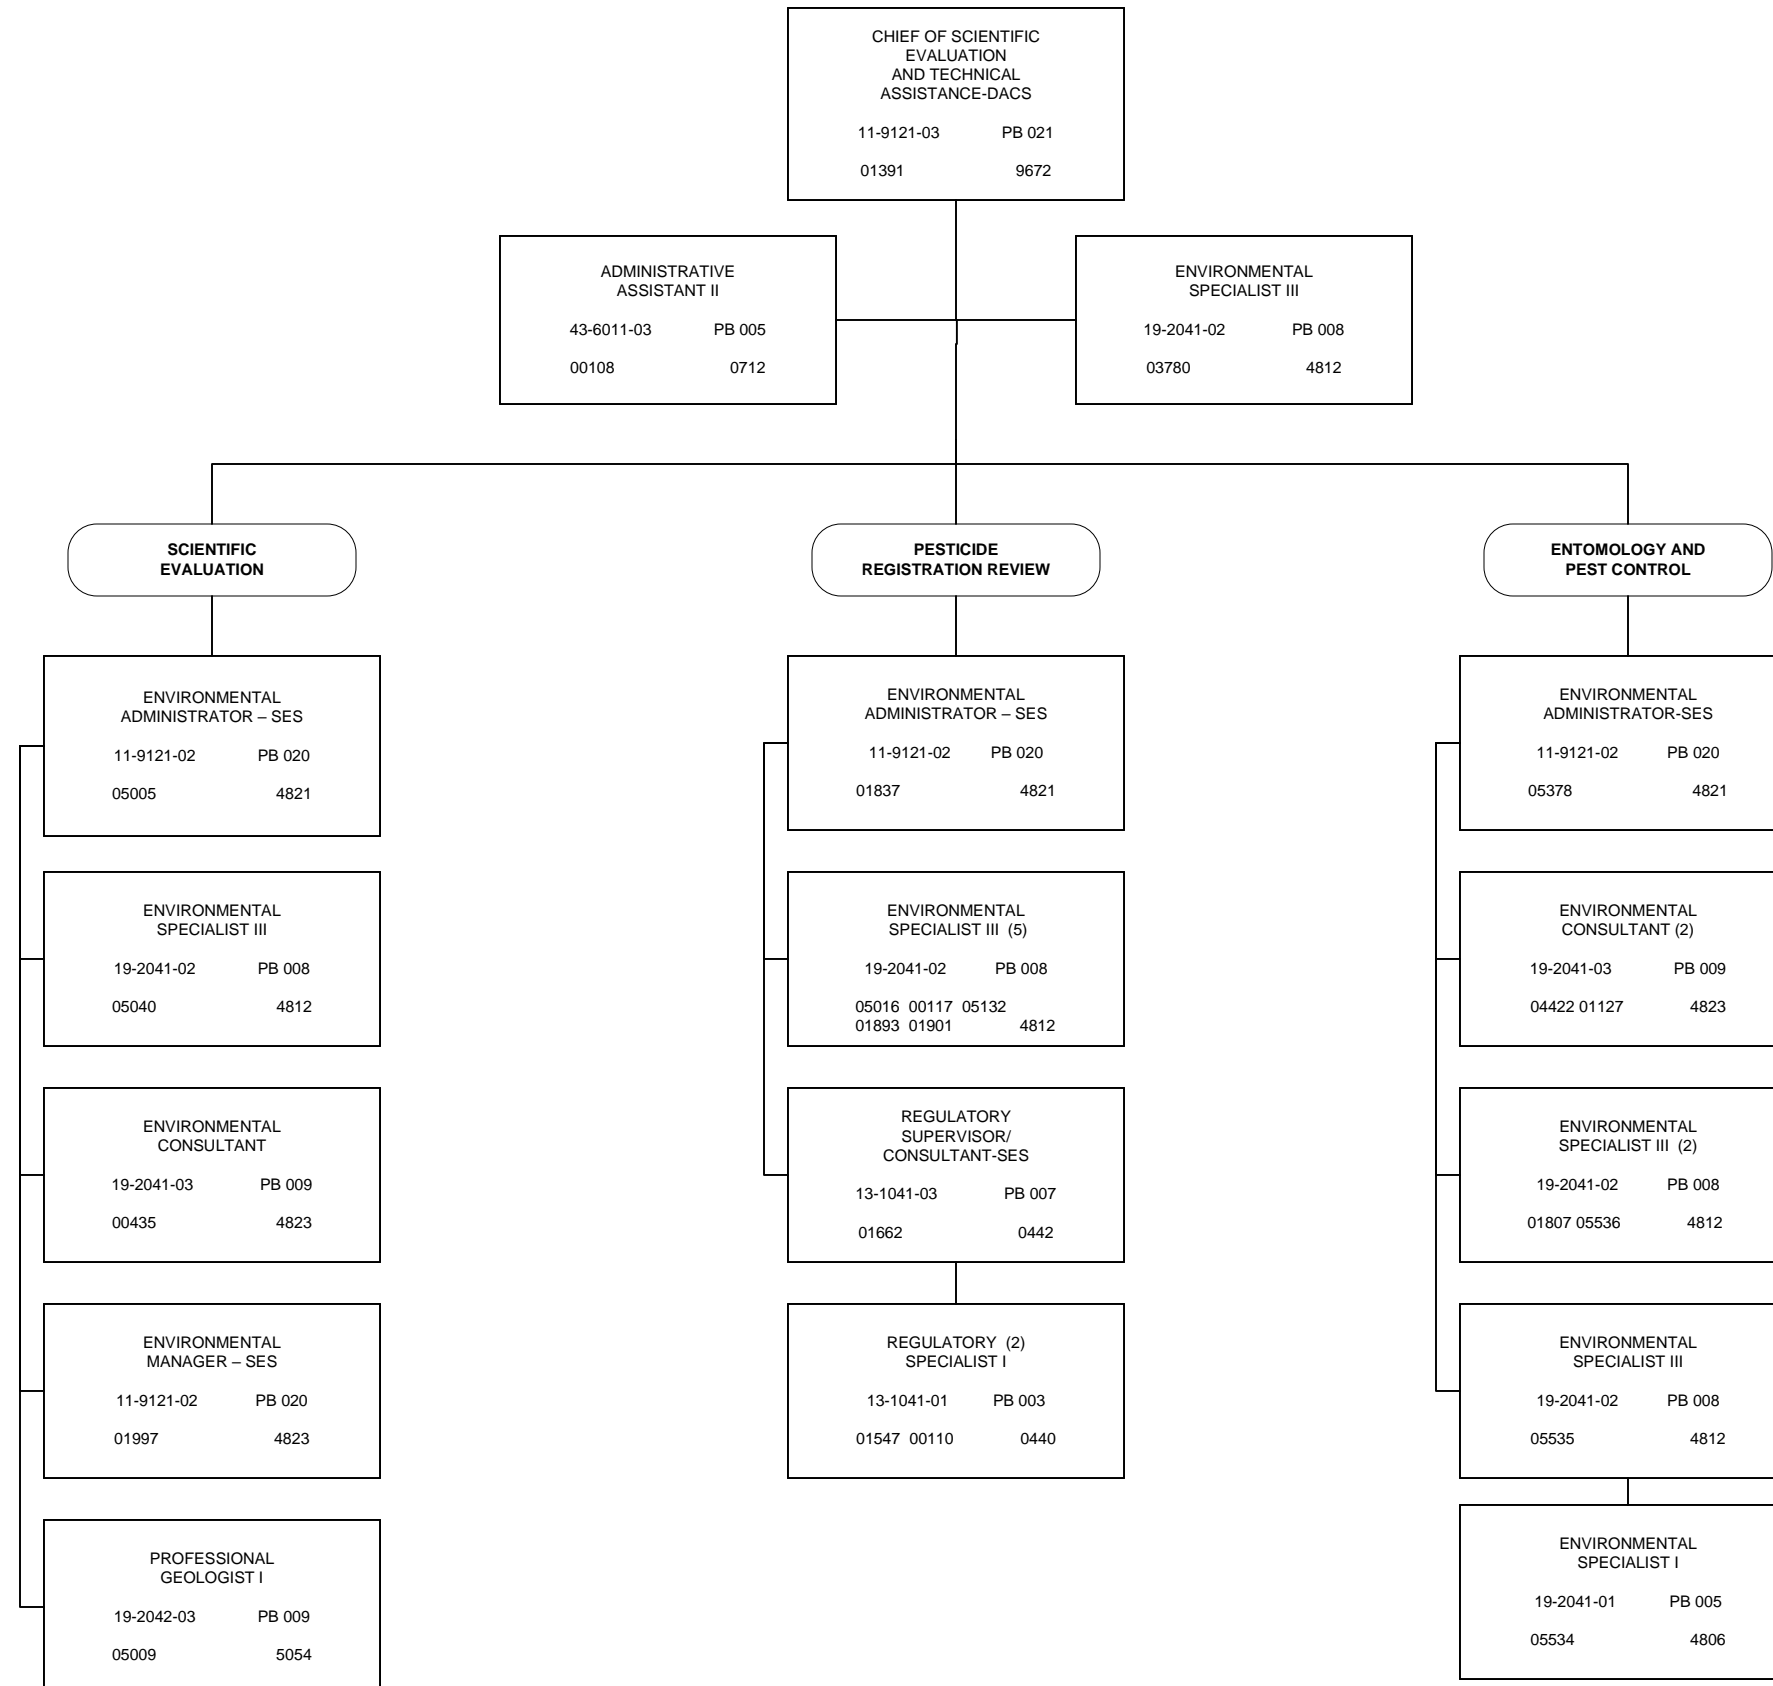 CHIEF OF SCIENTIFIC
EVALUATION
AND TECHNICAL
ASSISTANCE-DACS
11-9121-03 PB 021
01391 9672
ADMINISTRATIVE
ASSISTANT II
43-6011-03 PB 005
00108 0712
ENVIRONMENTAL
SPECIALIST III
19-2041-02 PB 008
03780 4812
SCIENTIFIC
EVALUATION
ENVIRONMENTAL
ADMINISTRATOR – SES
11-9121-02 PB 020
05005 4821
ENVIRONMENTAL
SPECIALIST III
19-2041-02 PB 008
05040 4812
ENVIRONMENTAL
CONSULTANT
19-2041-03 PB 009
00435 4823
ENVIRONMENTAL
MANAGER – SES
11-9121-02 PB 020
01997 4823
PROFESSIONAL
GEOLOGIST I
19-2042-03 PB 009
05009 5054
PESTICIDE
REGISTRATION REVIEW
ENVIRONMENTAL
ADMINISTRATOR – SES
11-9121-02 PB 020
01837 4821
ENVIRONMENTAL
SPECIALIST III (5)
19-2041-02 PB 008
05016 00117 05132
01893 01901 4812
REGULATORY
SUPERVISOR/
CONSULTANT-SES
13-1041-03 PB 007
01662 0442
REGULATORY (2)
SPECIALIST I
13-1041-01 PB 003
01547 00110 0440
ENTOMOLOGY AND
PEST CONTROL
ENVIRONMENTAL
ADMINISTRATOR-SES
11-9121-02 PB 020
05378 4821
ENVIRONMENTAL
CONSULTANT (2)
19-2041-03 PB 009
04422 01127 4823
ENVIRONMENTAL
SPECIALIST III (2)
19-2041-02 PB 008
01807 05536 4812
ENVIRONMENTAL
SPECIALIST III
19-2041-02 PB 008
05535 4812
ENVIRONMENTAL
SPECIALIST I
19-2041-01 PB 005
05534 4806